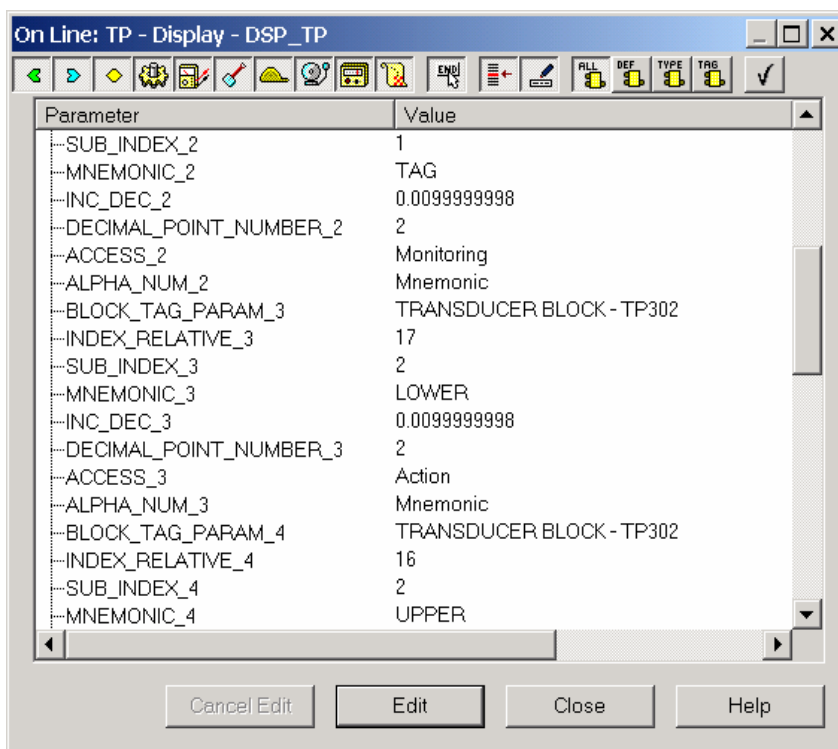 On Line: TP - Display - DSP_TP
END ALL DEF TYPE TAG
Parameter Value
SUB_INDEX_2 1
MNEMONIC_2 TAG
INC_DEC_2 0.0099999998
DECIMAL_POINT_NUMBER_2 2
ACCESS_2 Monitoring
ALPHA_NUM_2 Mnemonic
BLOCK_TAG_PARAM_3 TRANSDUCER BLOCK - TP302
INDEX_RELATIVE_3 17
SUB_INDEX_3 2
MNEMONIC_3 LOWER
INC_DEC_3 0.0099999998
DECIMAL_POINT_NUMBER_3 2
ACCESS_3 Action
ALPHA_NUM_3 Mnemonic
BLOCK_TAG_PARAM_4 TRANSDUCER BLOCK - TP302
INDEX_RELATIVE_4 16
SUB_INDEX_4 2
MNEMONIC_4 UPPER
Cancel Edit Edit Close Help